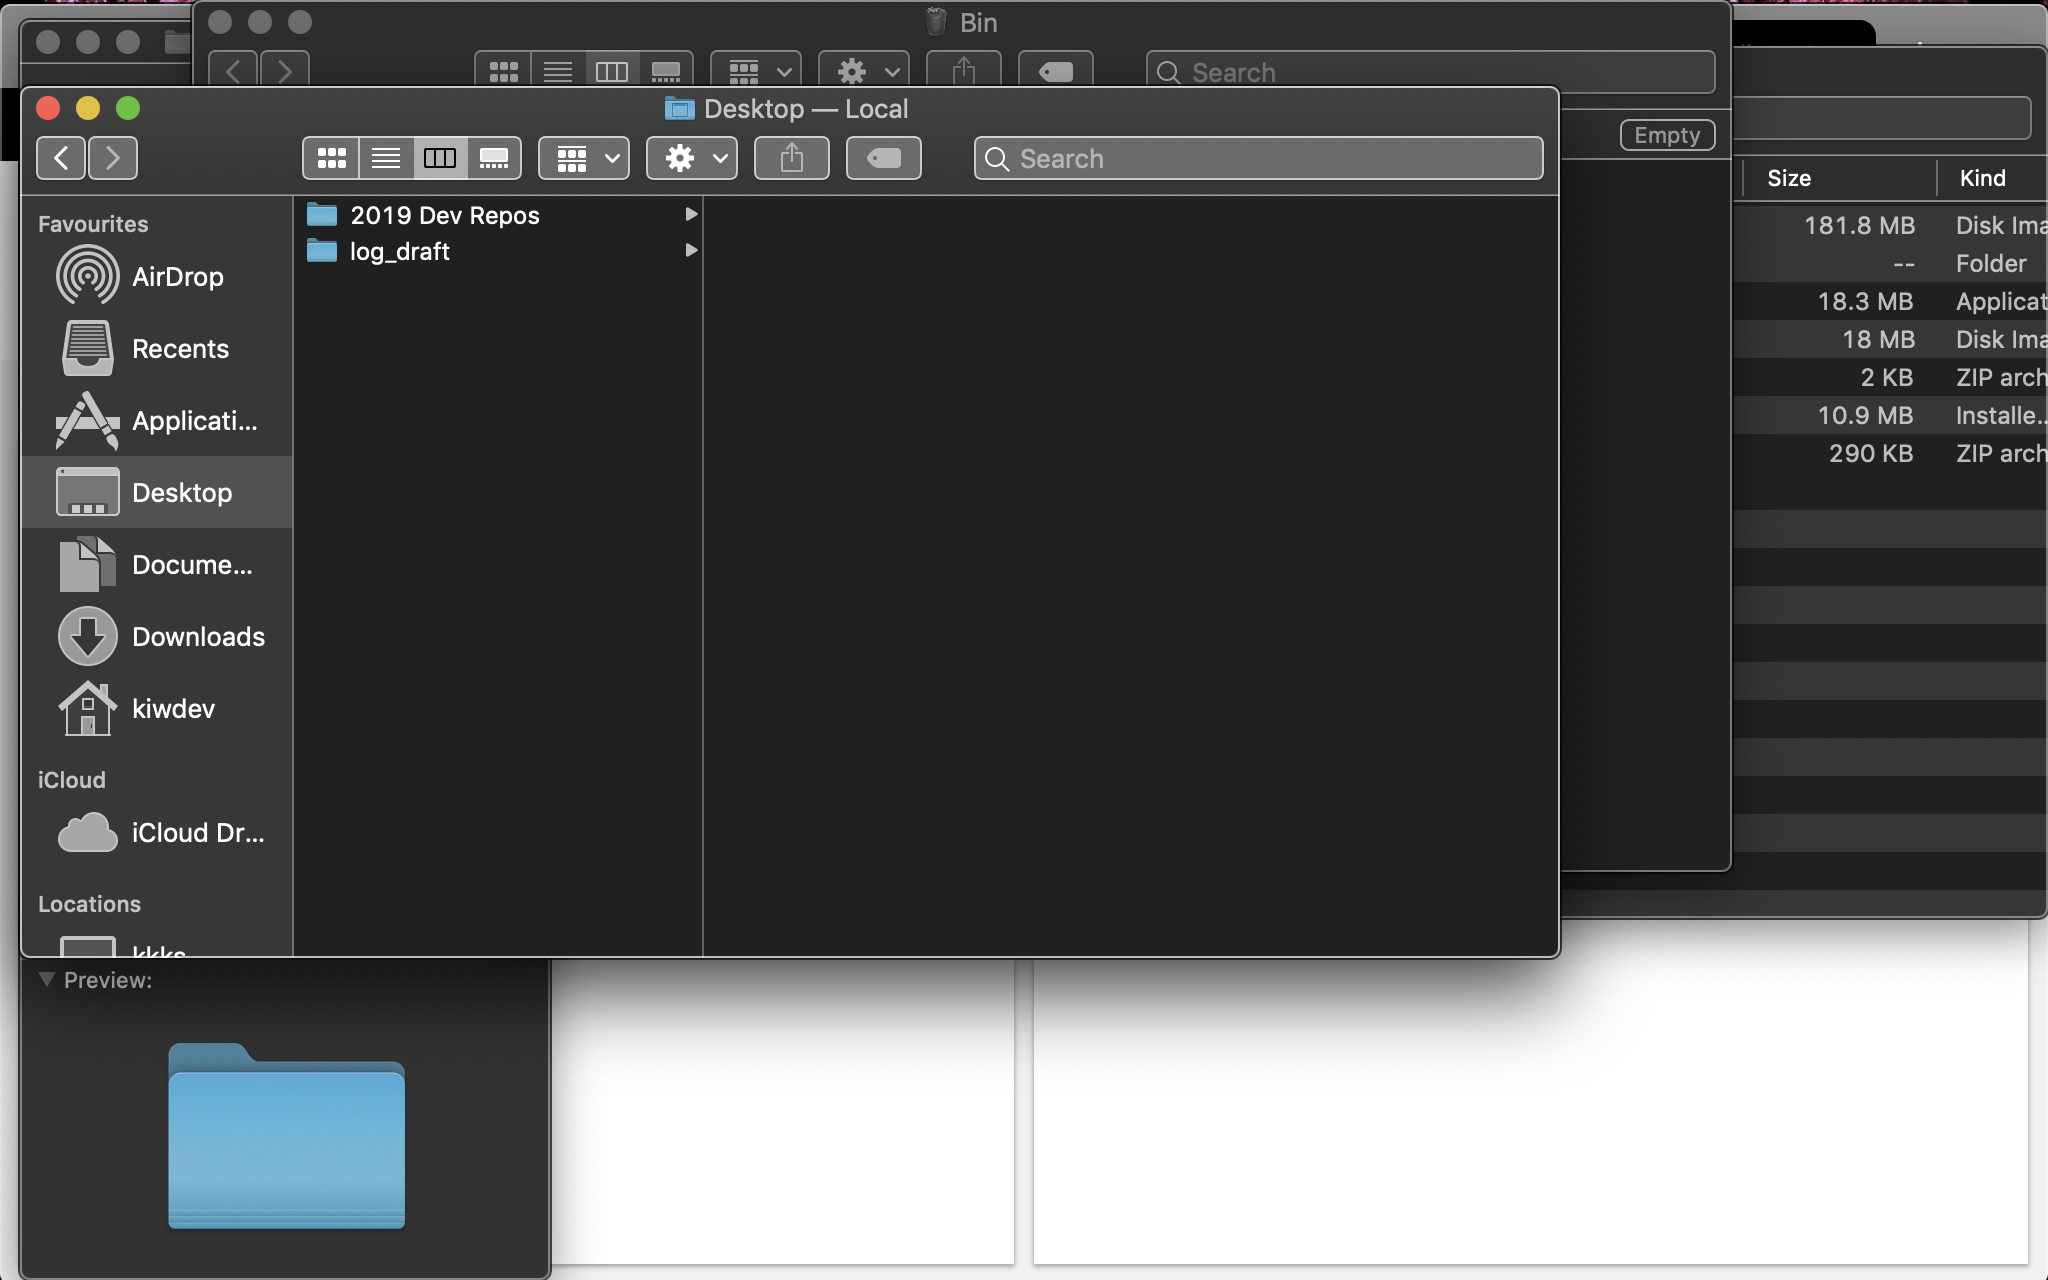 Bin
Search
Desktop — Local
Search
Empty
Size
Kind
Favourites
AirDrop
Recents
Applicati...
Desktop
Docume...
Downloads
kiwdev
iCloud
iCloud Dr...
Locations
kkks
2019 Dev Repos
log_draft
181.8 MB Disk Ima
-- Folder
18.3 MB Applicat
18 MB Disk Ima
2 KB ZIP arch
10.9 MB Installe...
290 KB ZIP arch
Preview: